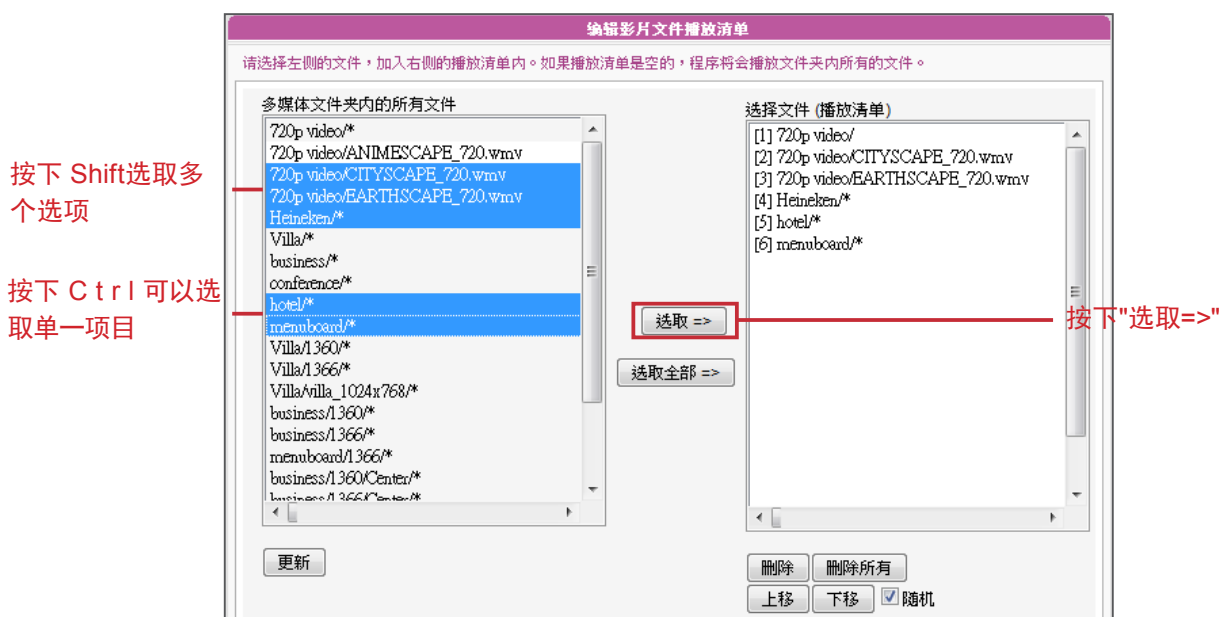 编辑影片文件播放清单
请选择左侧的文件，加入右侧的播放清单内。如果播放清单是空的，程序将会播放文件夹内所有的文件。
多媒体文件夹内的所有文件
720p video/*
720p video/ANIMESCAPE_720.wmv
720p video/CITYSCAPE_720.wmv
720p video/EARTHSCAPE_720.wmv
Heineken/*
Villa/*
business/*
conference/*
hotel/*
menuboard/*
Villa/1360/*
Villa/1366/*
Villa/villa_1024x768/*
business/1360/*
business/1366/*
menuboard/1366/*
business/1360/Center/*
business/1366/Center/*
按下 Shift选取多
个选项
按下 C t r l 可以选
取单一项目
选取 =>
选取全部 =>
按下"选取=>"
选择文件 (播放清单)
[1] 720p video/
[2] 720p video/CITYSCAPE_720.wmv
[3] 720p video/EARTHSCAPE_720.wmv
[4] Heineken/*
[5] hotel/*
[6] menuboard/*
更新
删除 删除所有
上移 下移 随机